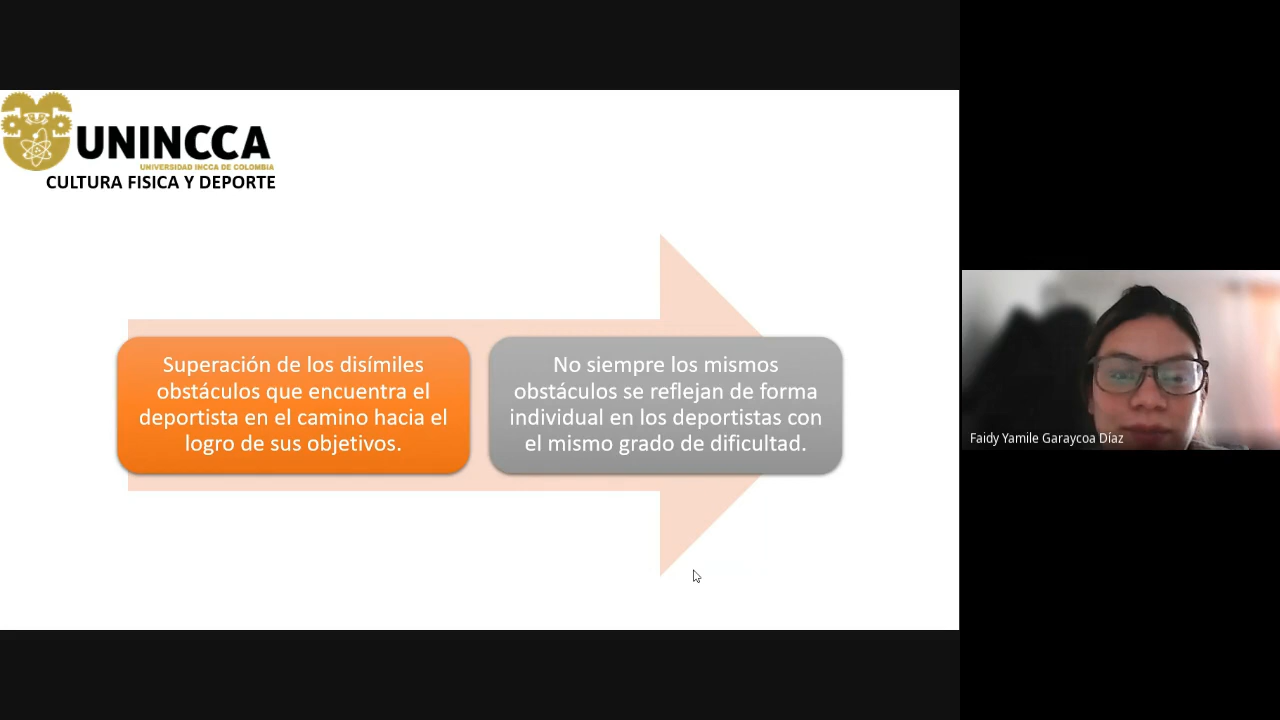 UNINCCA
UNIVERSIDAD INCCA DE COLOMBIA
CULTURA FISICA Y DEPORTE
Superación de los disímiles
obstáculos que encuentra el
deportista en el camino hacia el
logro de sus objetivos.
No siempre los mismos
obstáculos se reflejan de forma
individual en los deportistas con
el mismo grado de dificultad.
Faidy Yamile Garaycoa Díaz